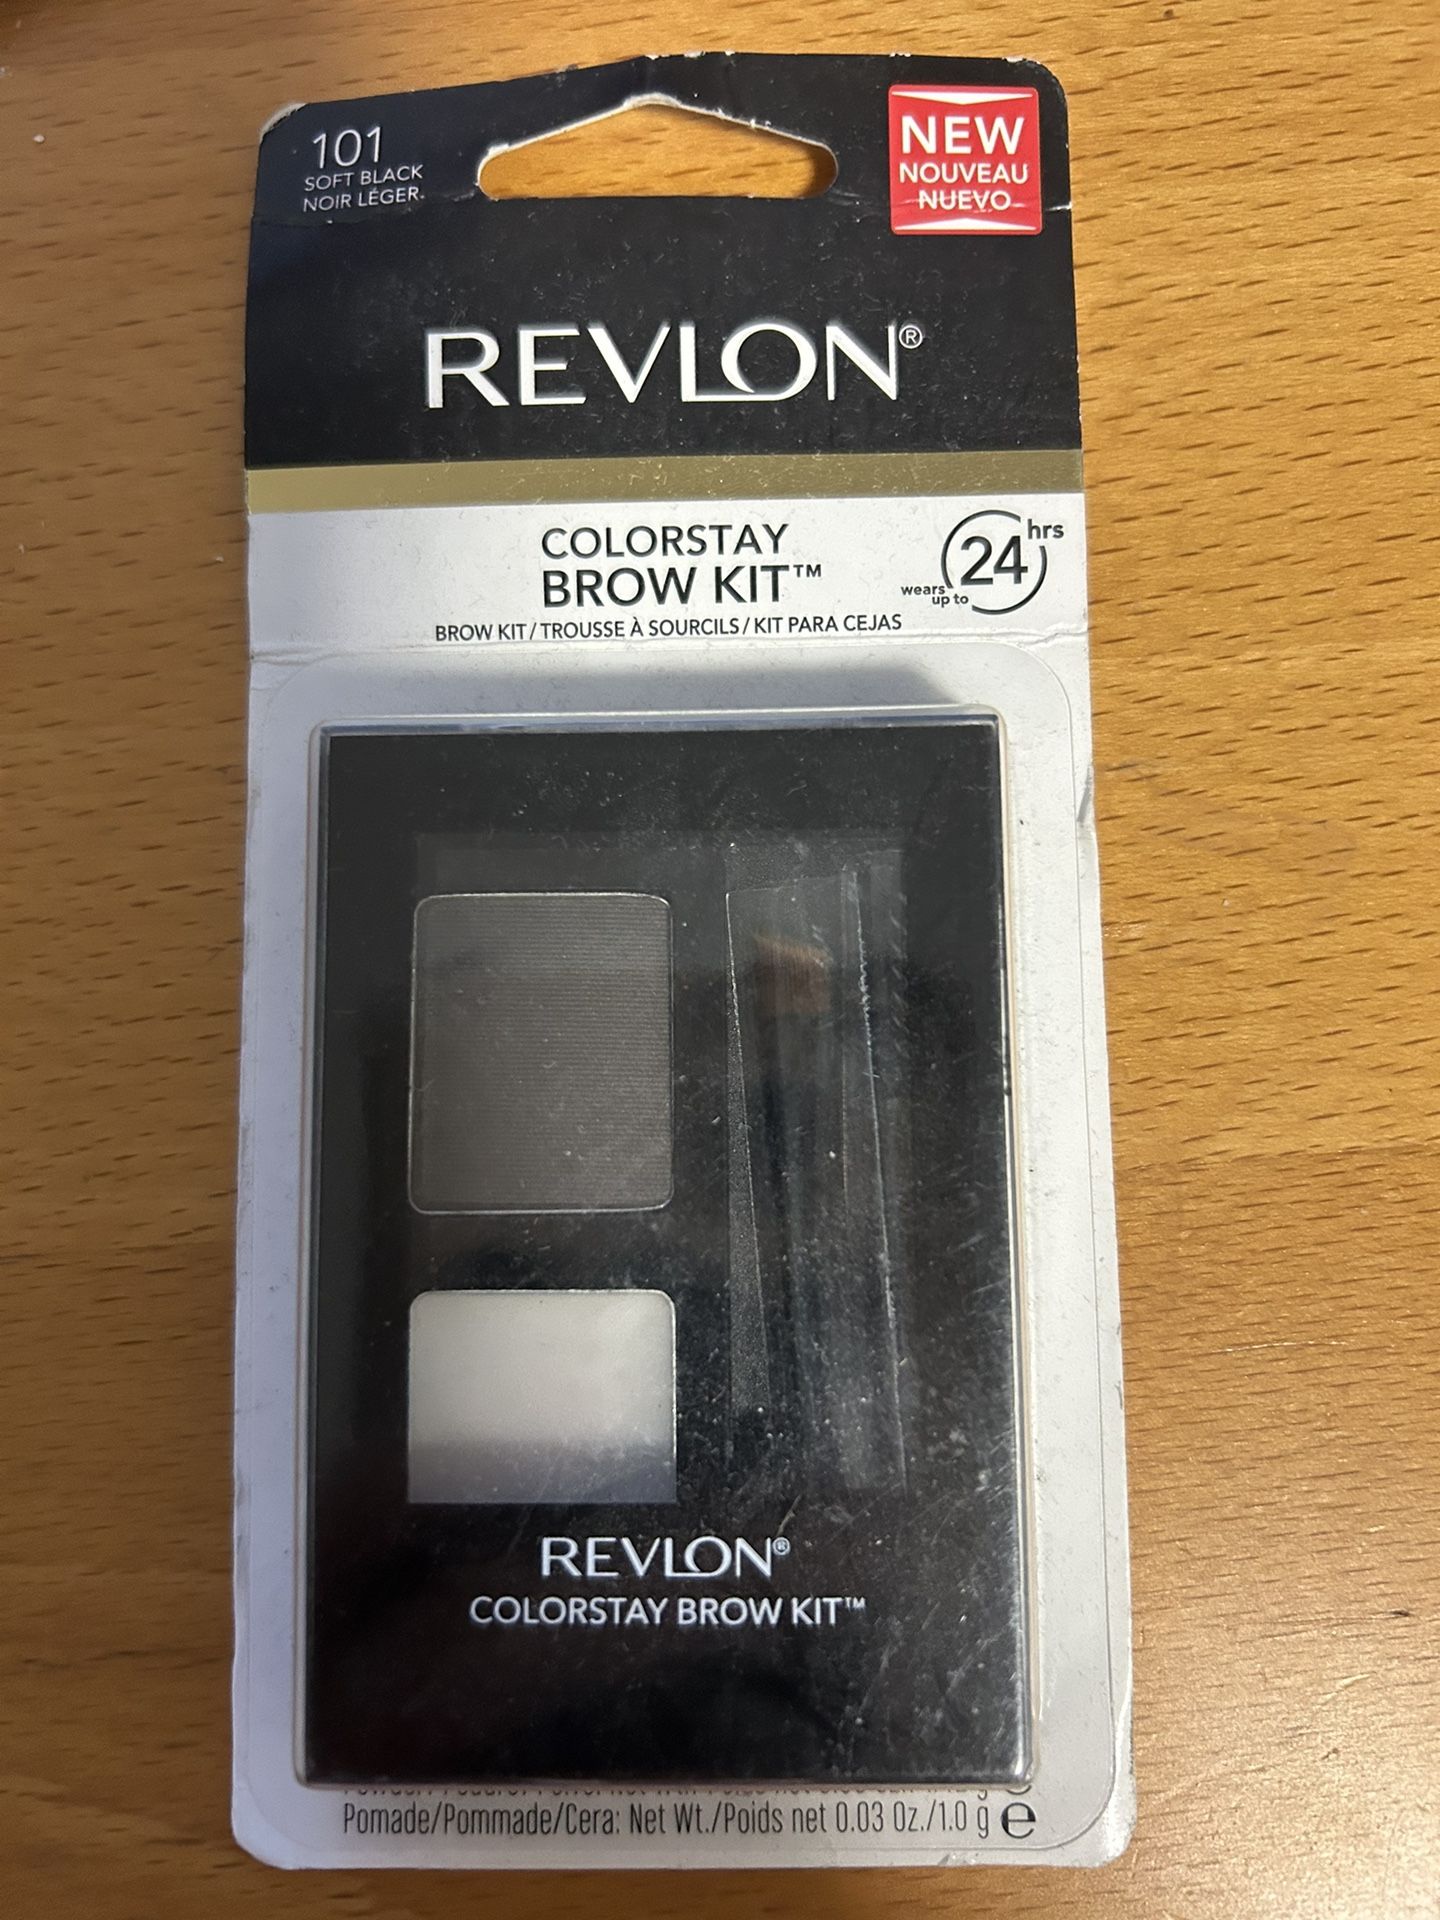 101
SOFT BLACK
NOIR LÉGER
NEW
NOUVEAU
NUEVO
REVLON®
COLORSTAY
BROW KIT™
BROW KIT / TROUSSE À SOURCILS / KIT PARA CEJAS
wears up to 24 hrs
REVLON®
COLORSTAY BROW KIT™
Pomade/Pommade/Cera: Net Wt./Poids net 0.03 Oz./1.0 g ℮